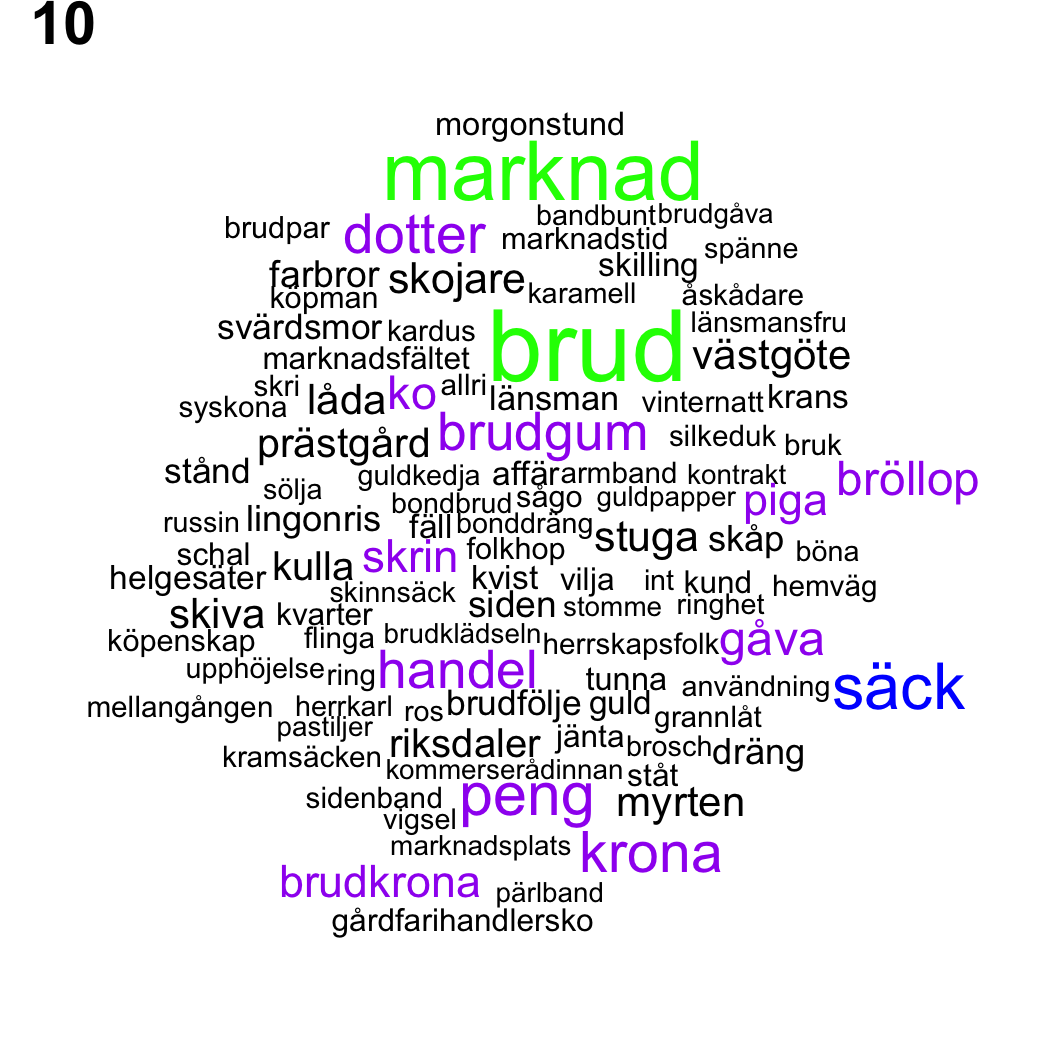 10
morgonstund
marknad
bandbunt brudgåva
brudpar dotter marknadstid spänne
farbror skojare skilling
köpman karamell åskådare
svärdsmor kardus brud länsmansfru
marknadsfältet västgöte
skri låda ko allri länsman vinternatt krans
syskona
prästgård brudgum silkeduk bruk
stånd guldkedja affär armband kontrakt bröllop
sölja bondbrud sågo guldpapper piga
russin lingonris fäll bonddräng stuga skåp böna
schal kulla skrin folkhop
helgesäter skinnsäck kvist vilja int kund hemväg
skiva kvarter siden stomme ringhet
köpenskap flinga brudklädseln herrskapsfolk gåva
upphöjelse ring handel tunna användning säck
mellangången herrkarl ros brudfölje guld grannlåt
pastiljer riksdaler jänta brosch dräng
kramsäcken kommerserådinnan ståt
sidenband peng myrten
vigsel
marknadsplats krona
brudkrona pärlband
gårdfarihandlersko